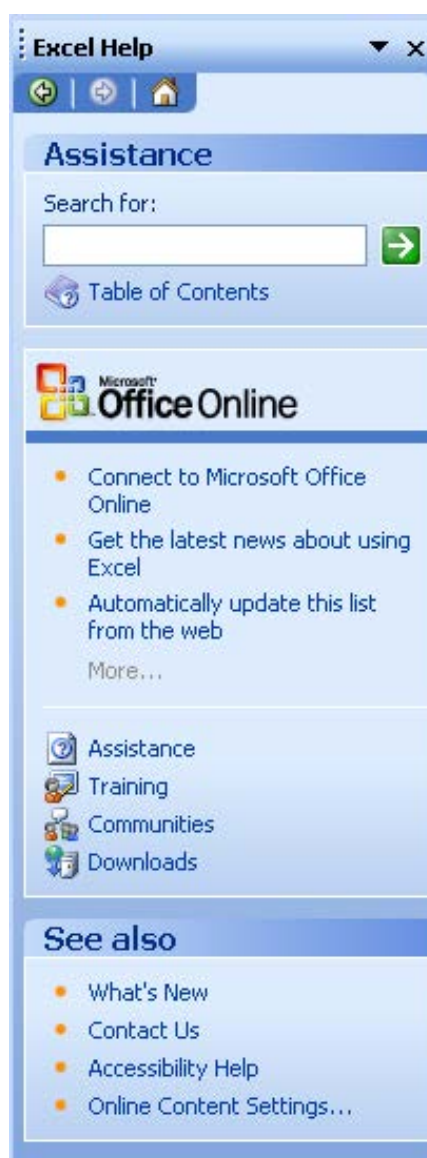 Excel Help
Assistance
Search for:
Table of Contents
Microsoft
Office Online
Connect to Microsoft Office
Online
Get the latest news about using
Excel
Automatically update this list
from the web
More...
Assistance
Training
Communities
Downloads
See also
What's New
Contact Us
Accessibility Help
Online Content Settings...